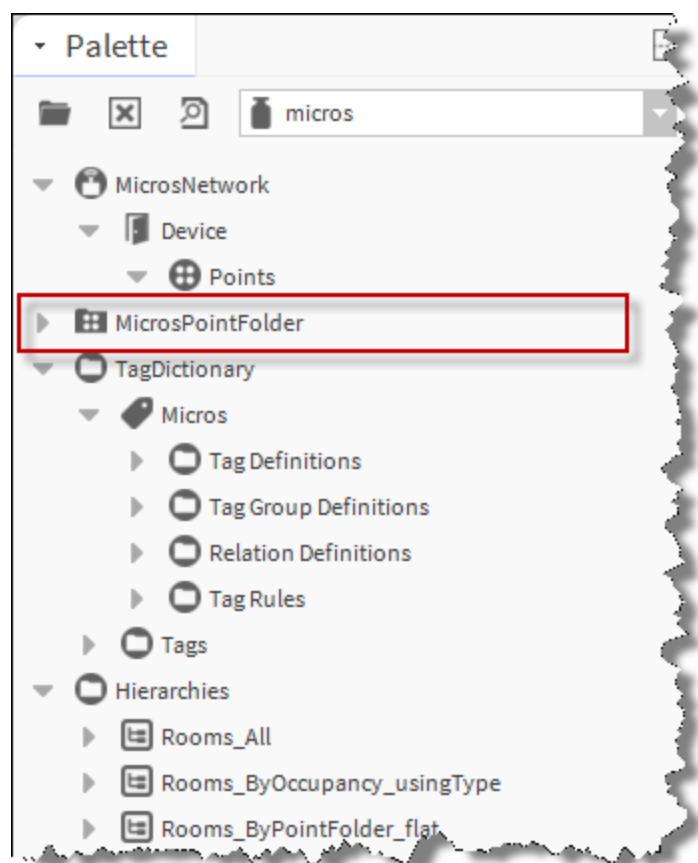 Palette
micros
MicrosNetwork
Device
Points
MicrosPointFolder
TagDictionary
Micros
Tag Definitions
Tag Group Definitions
Relation Definitions
Tag Rules
Tags
Hierarchies
Rooms_All
Rooms_ByOccupancy_usingType
Rooms_ByPointFolder_flat